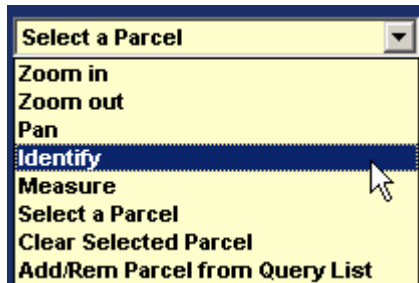 Select a Parcel
Zoom in
Zoom out
Pan
Identify
Measure
Select a Parcel
Clear Selected Parcel
Add/Rem Parcel from Query List